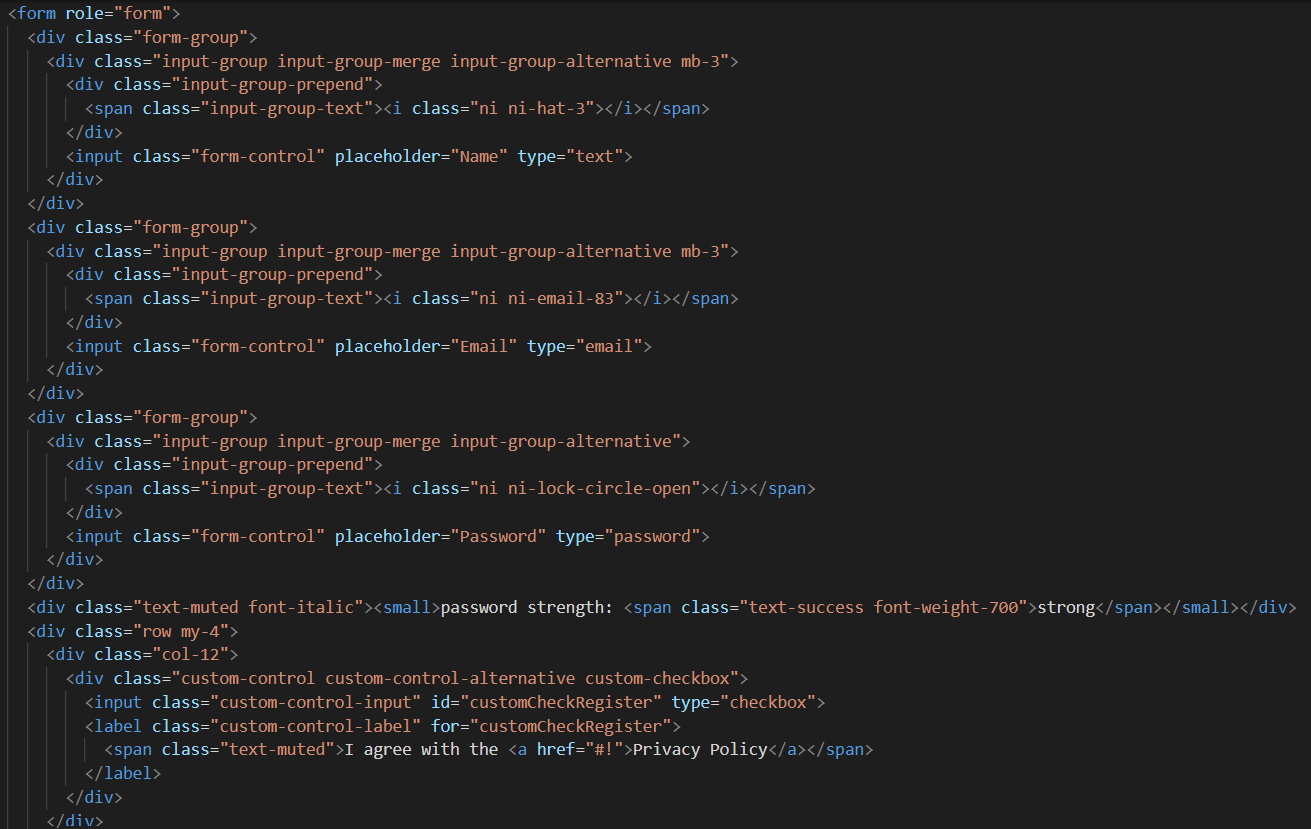 <form role="form">
<div class="form-group">
<div class="input-group input-group-merge input-group-alternative mb-3">
<div class="input-group-prepend">
<span class="input-group-text"><i class="ni ni-hat-3"></i></span>
</div>
<input class="form-control" placeholder="Name" type="text">
</div>
</div>
<div class="form-group">
<div class="input-group input-group-merge input-group-alternative mb-3">
<div class="input-group-prepend">
<span class="input-group-text"><i class="ni ni-email-83"></i></span>
</div>
<input class="form-control" placeholder="Email" type="email">
</div>
</div>
<div class="form-group">
<div class="input-group input-group-merge input-group-alternative">
<div class="input-group-prepend">
<span class="input-group-text"><i class="ni ni-lock-circle-open"></i></span>
</div>
<input class="form-control" placeholder="Password" type="password">
</div>
</div>
<div class="text-muted font-italic"><small>password strength: <span class="text-success font-weight-700">strong</span></small></div>
<div class="row my-4">
<div class="col-12">
<div class="custom-control custom-control-alternative custom-checkbox">
<input class="custom-control-input" id="customCheckRegister" type="checkbox">
<label class="custom-control-label" for="customCheckRegister">
<span class="text-muted">I agree with the <a href="#!">Privacy Policy</a></span>
</label>
</div>
</div>